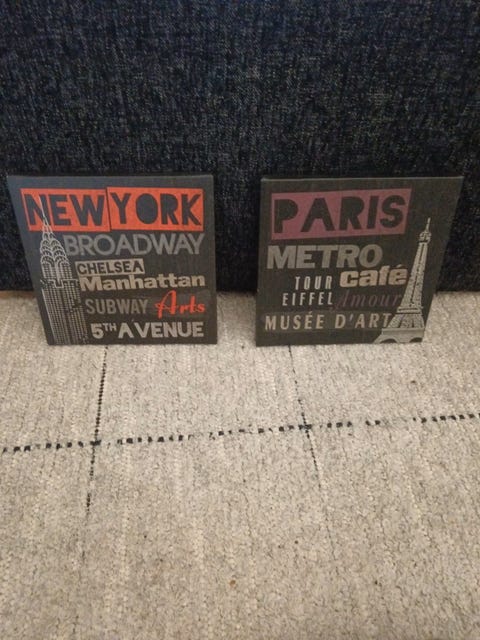 NEW YORK
BROADWAY
CHELSEA
Manhattan
SUBWAY Arts
5TH AVENUE
PARIS
METRO
café
TOUR
EIFFEL Amour
MUSÉE D'ART